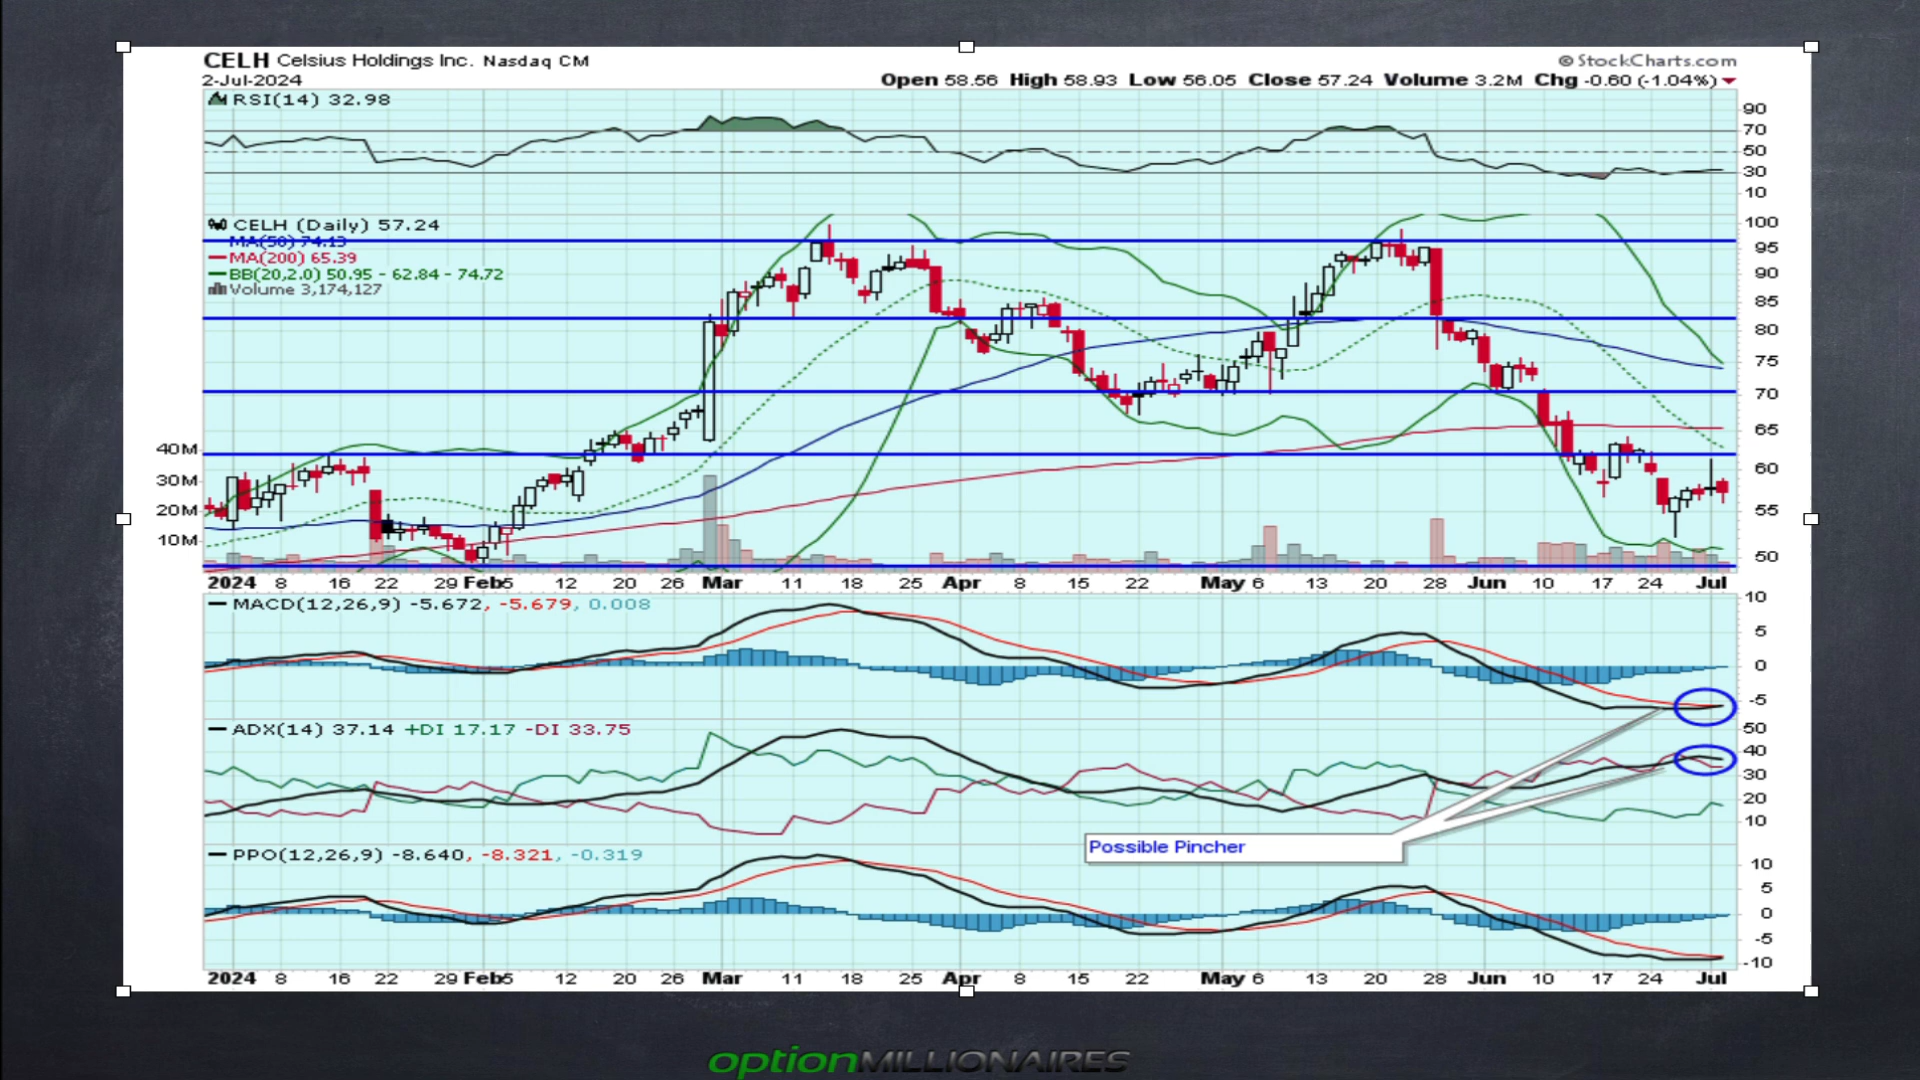 CELH Celsius Holdings Inc. Nasdaq CM
© StockCharts.com
2-Jul-2024
Open 58.56 High 58.93 Low 56.05 Close 57.24 Volume 3.2M Chg -0.60 (-1.04%)
RSI(14) 32.98
90
70
50
30
10
CELH (Daily) 57.24
MA(50) 74.13
MA(200) 65.39
BB(20,2.0) 50.95 - 62.84 - 74.72
Volume 3,174,127
100
95
90
85
80
75
70
65
60
55
50
40M
30M
20M
10M
2024 8 16 22 29 Feb 5 12 20 26 Mar 11 18 25 Apr 8 15 22 May 6 13 20 28 Jun 10 17 24 Jul
MACD(12,26,9) -5.672, -5.679, 0.008
10
5
0
-5
ADX(14) 37.14 +DI 17.17 -DI 33.75
50
40
30
20
10
Possible Pincher
PPO(12,26,9) -8.640, -8.321, -0.319
10
5
0
-5
-10
2024 8 16 22 29 Feb 5 12 20 26 Mar 11 18 25 Apr 8 15 22 May 6 13 20 28 Jun 10 17 24 Jul
optionMILLIONAIRES